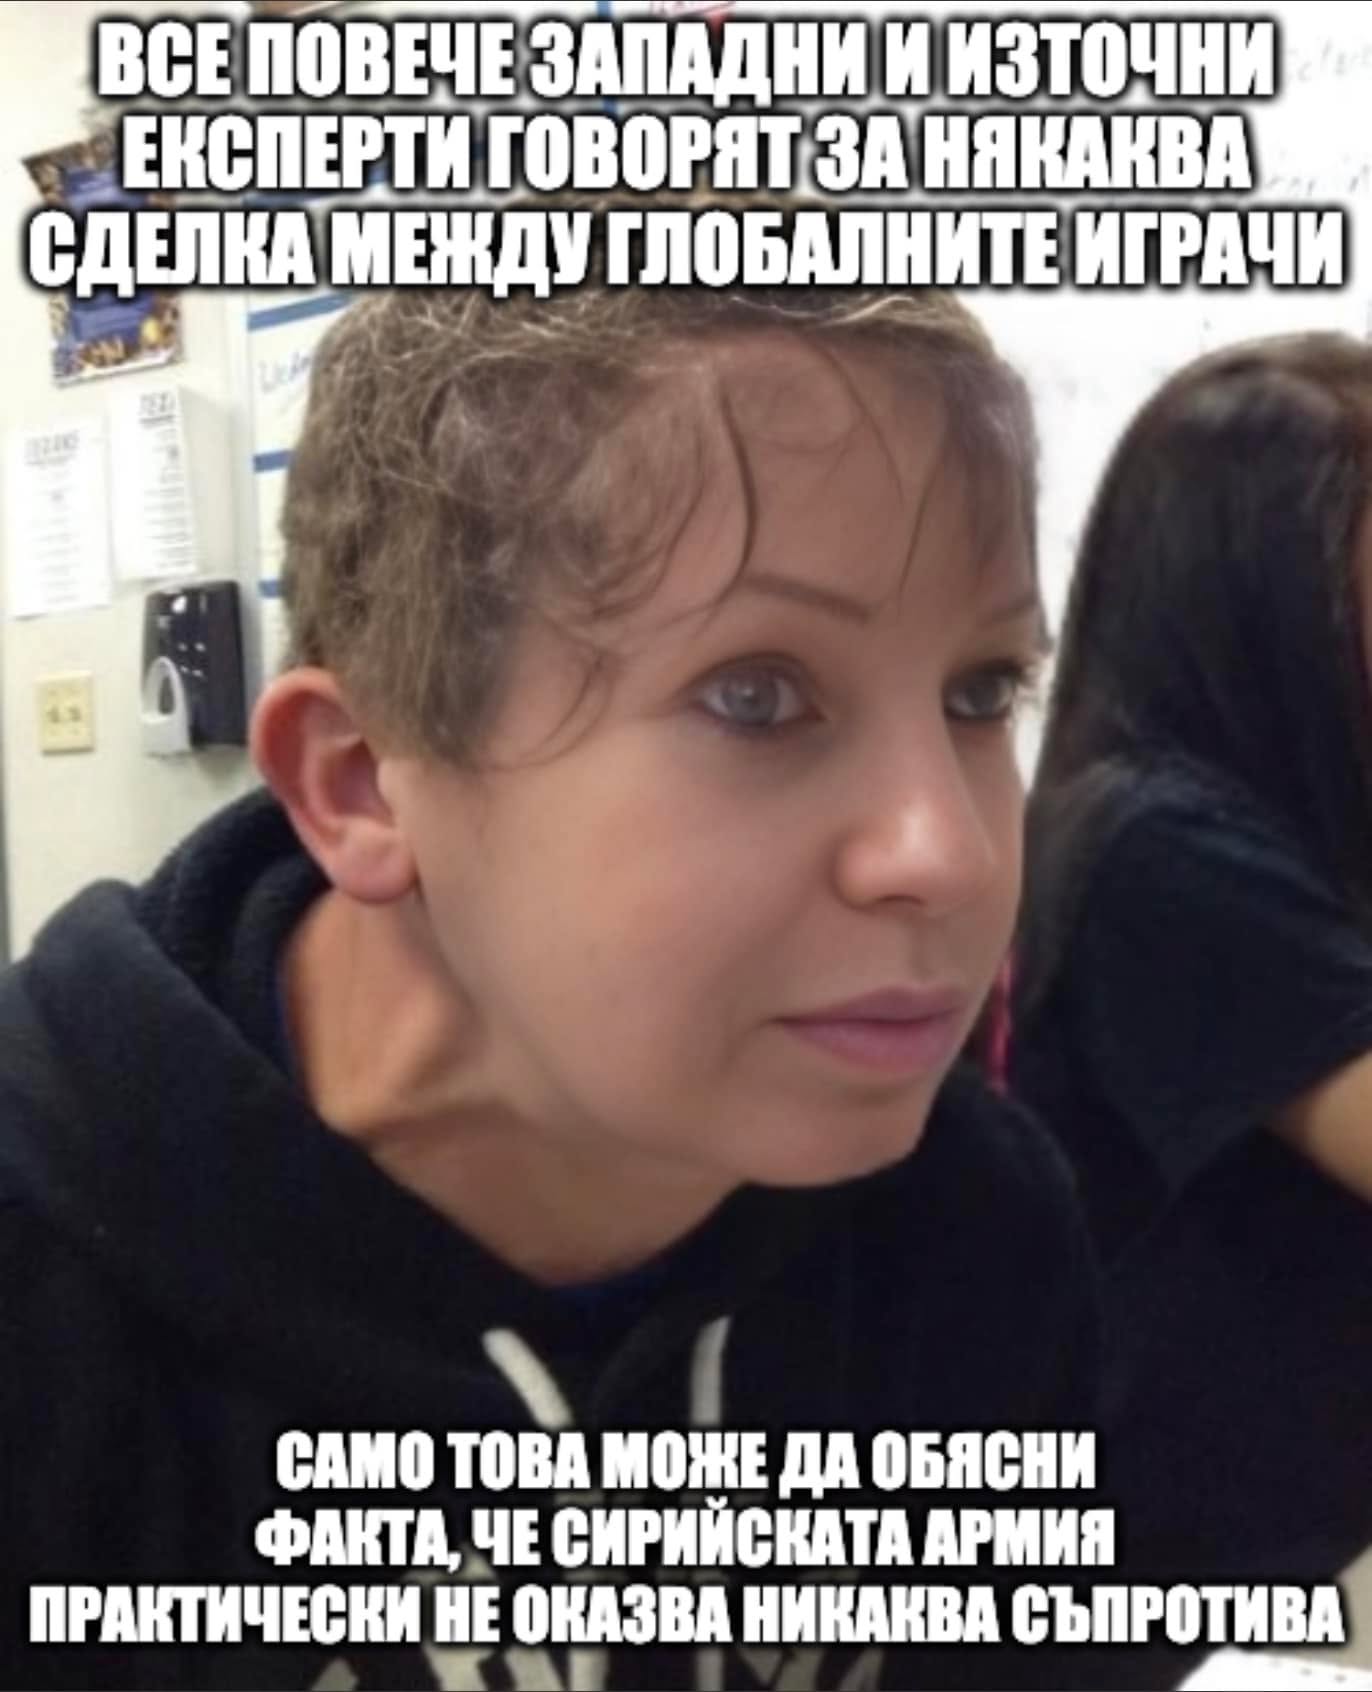 ВСЕ ПОВЕЧЕ ЗАПАДНИ И ИЗТОЧНИ
ЕКСПЕРТИ ГОВОРЯТ ЗА НЯКАКВА
СДЕЛКА МЕЖДУ ГЛОБАЛНИТЕ ИГРАЧИ
САМО ТОВА МОЖЕ ДА ОБЯСНИ
ФАКТА, ЧЕ СИРИЙСКАТА АРМИЯ
ПРАКТИЧЕСКИ НЕ ОКАЗВА НИКАКВА СЪПРОТИВА